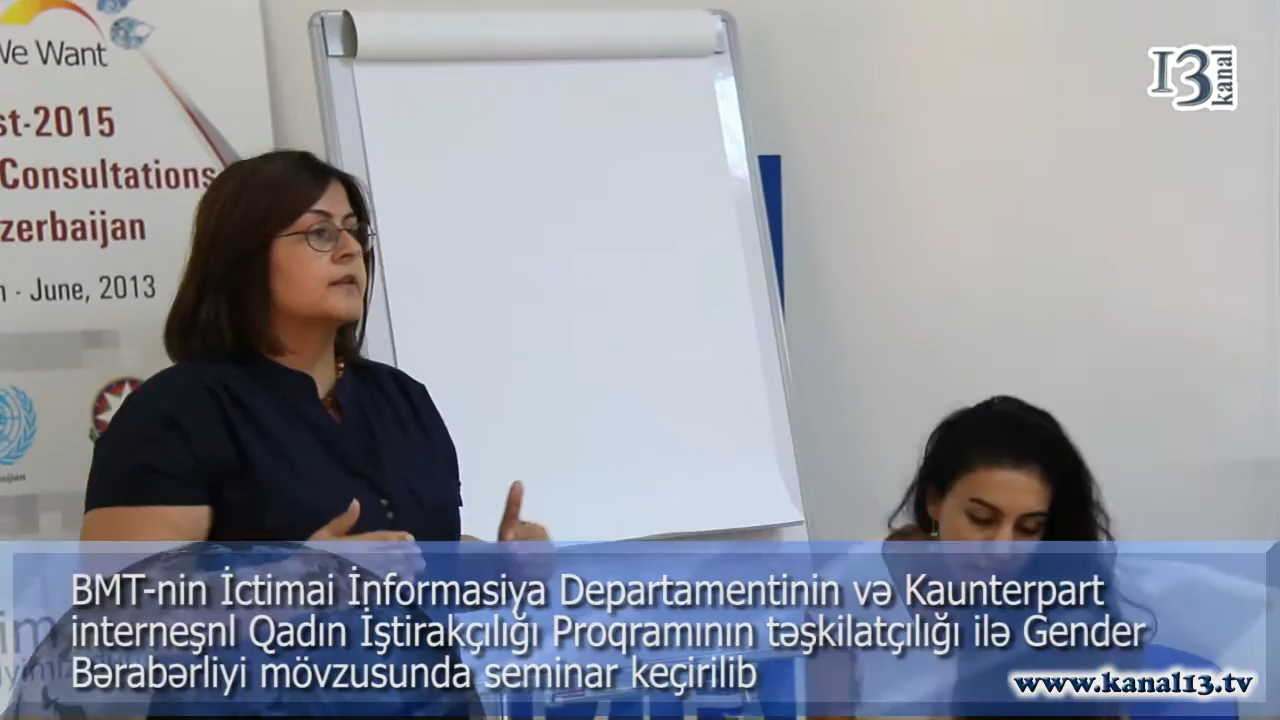 We Want
13 kanal
st-2015
Consultations
zerbaijan
- June, 2013
BMT-nin İctimai İnformasiya Departamentinin və Kaunterpart
interneşnl Qadın İştirakçılığı Proqramının təşkilatçılığı ilə Gender
Bərabərliyi mövzusunda seminar keçirilib
www.kanal13.tv